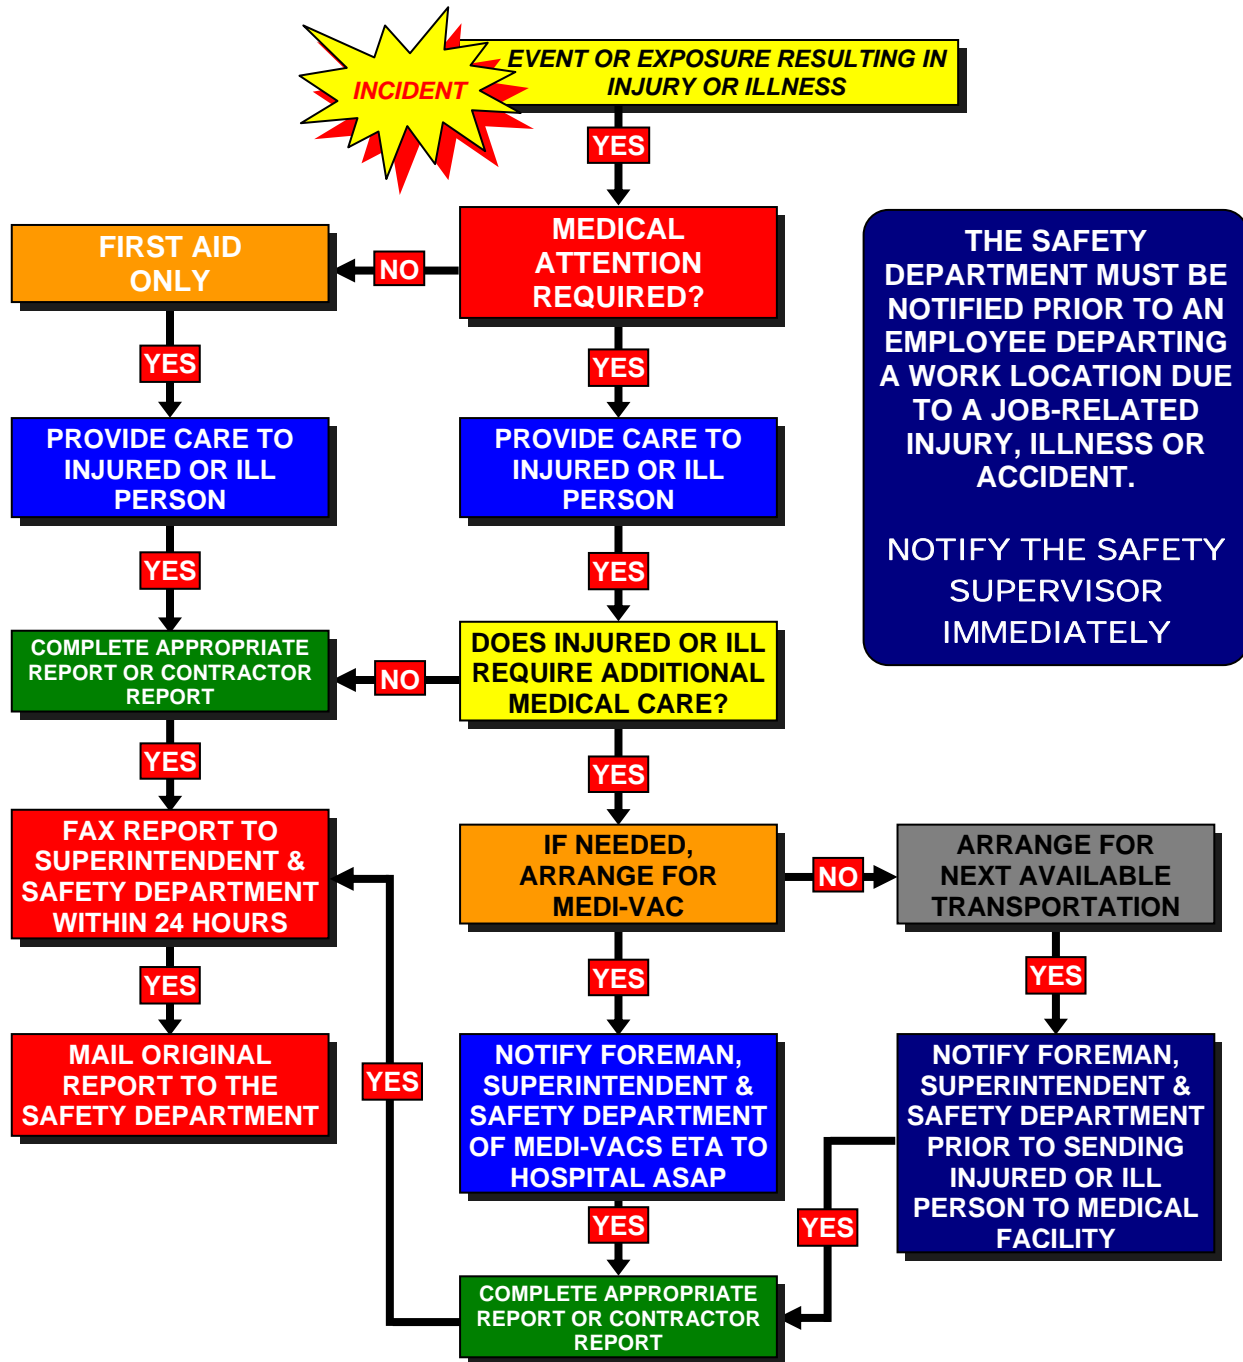 INCIDENT
EVENT OR EXPOSURE RESULTING IN
INJURY OR ILLNESS
YES
MEDICAL
ATTENTION
REQUIRED?
NO
FIRST AID
ONLY
THE SAFETY
DEPARTMENT MUST BE
NOTIFIED PRIOR TO AN
EMPLOYEE DEPARTING
A WORK LOCATION DUE
TO A JOB-RELATED
INJURY, ILLNESS OR
ACCIDENT.
NOTIFY THE SAFETY
SUPERVISOR
IMMEDIATELY
YES
YES
PROVIDE CARE TO
INJURED OR ILL
PERSON
PROVIDE CARE TO
INJURED OR ILL
PERSON
YES
YES
COMPLETE APPROPRIATE
REPORT OR CONTRACTOR
REPORT
NO
DOES INJURED OR ILL
REQUIRE ADDITIONAL
MEDICAL CARE?
YES
YES
FAX REPORT TO
SUPERINTENDENT &
SAFETY DEPARTMENT
WITHIN 24 HOURS
IF NEEDED,
ARRANGE FOR
MEDI-VAC
NO
ARRANGE FOR
NEXT AVAILABLE
TRANSPORTATION
YES
YES
YES
MAIL ORIGINAL
REPORT TO THE
SAFETY DEPARTMENT
YES
NOTIFY FOREMAN,
SUPERINTENDENT &
SAFETY DEPARTMENT
OF MEDI-VACS ETA TO
HOSPITAL ASAP
NOTIFY FOREMAN,
SUPERINTENDENT &
SAFETY DEPARTMENT
PRIOR TO SENDING
INJURED OR ILL
PERSON TO MEDICAL
FACILITY
YES
YES
COMPLETE APPROPRIATE
REPORT OR CONTRACTOR
REPORT